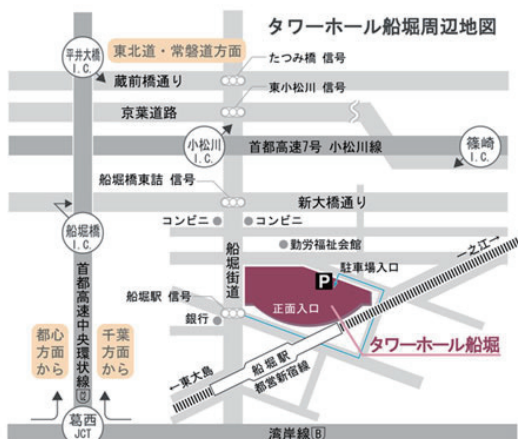 タワーホール船堀周辺地図
平井大橋
I.C.
東北道・常磐道方面
たつみ橋 信号
蔵前橋通り
東小松川 信号
京葉道路
小松川
I.C.
首都高速7号 小松川線
篠崎
I.C.
船堀橋東詰 信号
新大橋通り
船堀橋
I.C.
コンビニ
コンビニ
勤労福祉会館
船堀街道
一之江→
駐車場入口
P
首都高速中央環状線
C2
船堀駅 信号
正面入口
銀行
タワーホール船堀
都心
方面
から
千葉
方面
から
船堀駅
都営新宿線
←東大島
葛西
JCT
湾岸線 B